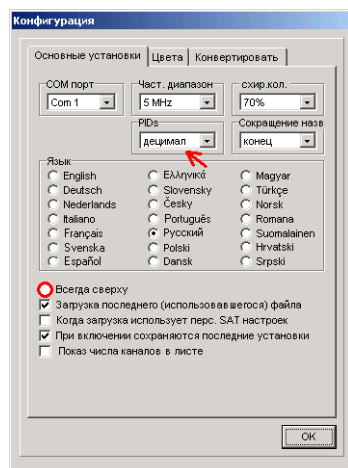 Конфигурация
Основные установки Цвета Конвертировать
COM порт Част. диапазон схир.кол.
Com 1 5 MHz 70%
PIDs Сокращение назв
децимал конец
Язык
English Ελληνικά Magyar
Deutsch Slovensky Türkçe
Nederlands Česky Norsk
Italiano Português Romana
Français Русский Suomalainen
Svenska Polski Hrvatski
Español Dansk Srpski
Всегда сверху
Загрузка последнего (использовавшегося) файла
Когда загрузка использует перс. SAT настроек
При включении сохраняются последние установки
Показ числа каналов в листе
OK